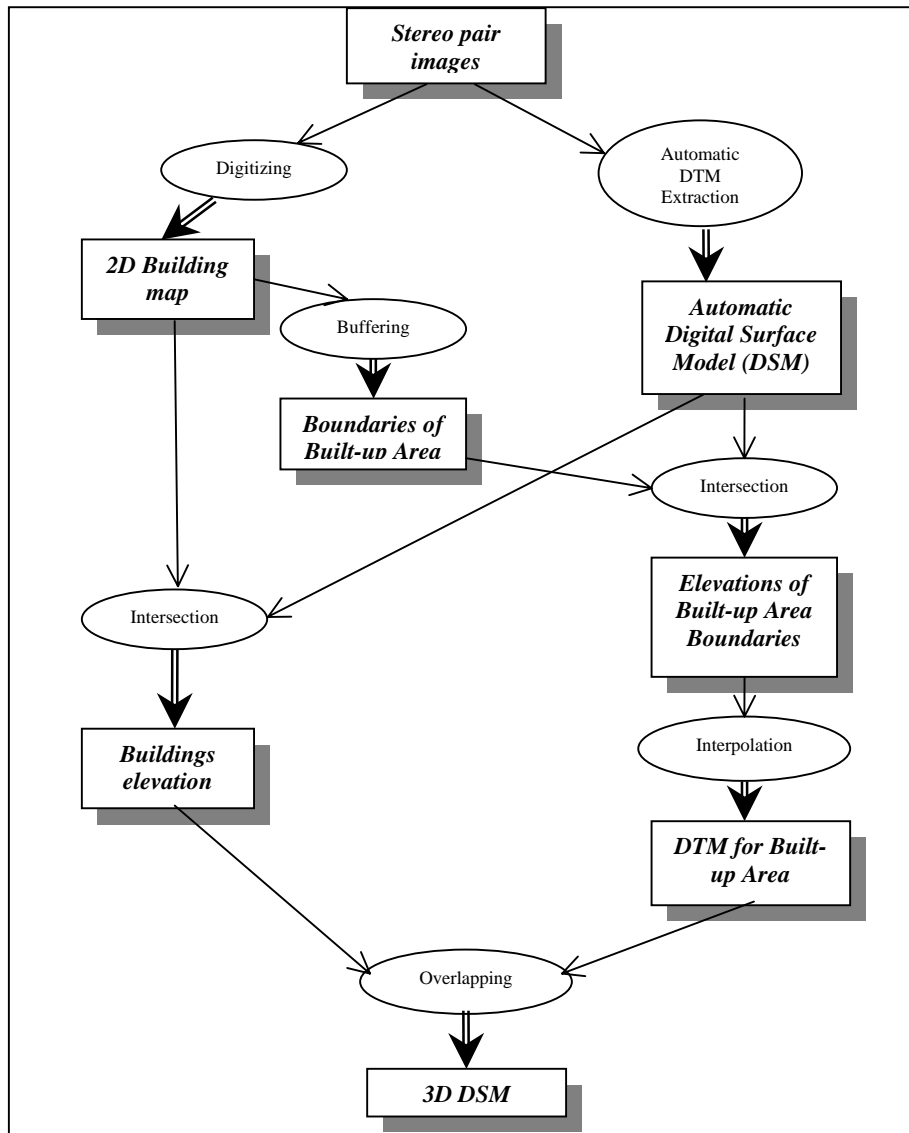 Stereo pair
images
Digitizing
Automatic
DTM
Extraction
2D Building
map
Buffering
Automatic
Digital Surface
Model (DSM)
Boundaries of
Built-up Area
Intersection
Elevations of
Built-up Area
Boundaries
Intersection
Buildings
elevation
Interpolation
DTM for Built-
up Area
Overlapping
3D DSM